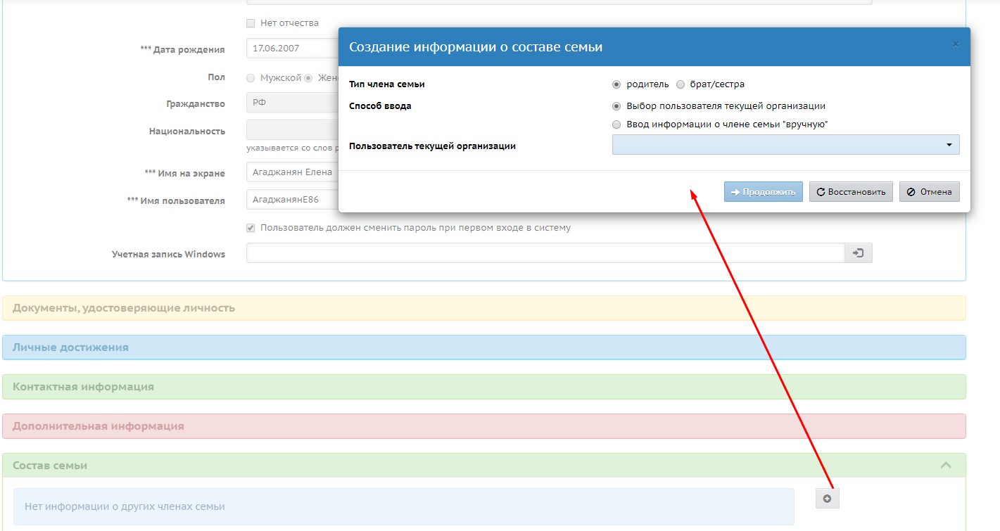 Нет отчества
*** Дата рождения 17.06.2007
Пол Мужской Жен
Гражданство РФ
Национальность
указывается со слов р
*** Имя на экране Агаджанян Елена
*** Имя пользователя АгаджанянЕ86
Создание информации о составе семьи ×
Тип члена семьи родитель брат/сестра
Способ ввода Выбор пользователя текущей организации
Ввод информации о члене семьи "вручную"
Пользователь текущей организации
Продолжить Восстановить Отмена
Пользователь должен сменить пароль при первом входе в систему
Учетная запись Windows
Документы, удостоверяющие личность
Личные достижения
Контактная информация
Дополнительная информация
Состав семьи
Нет информации о других членах семьи